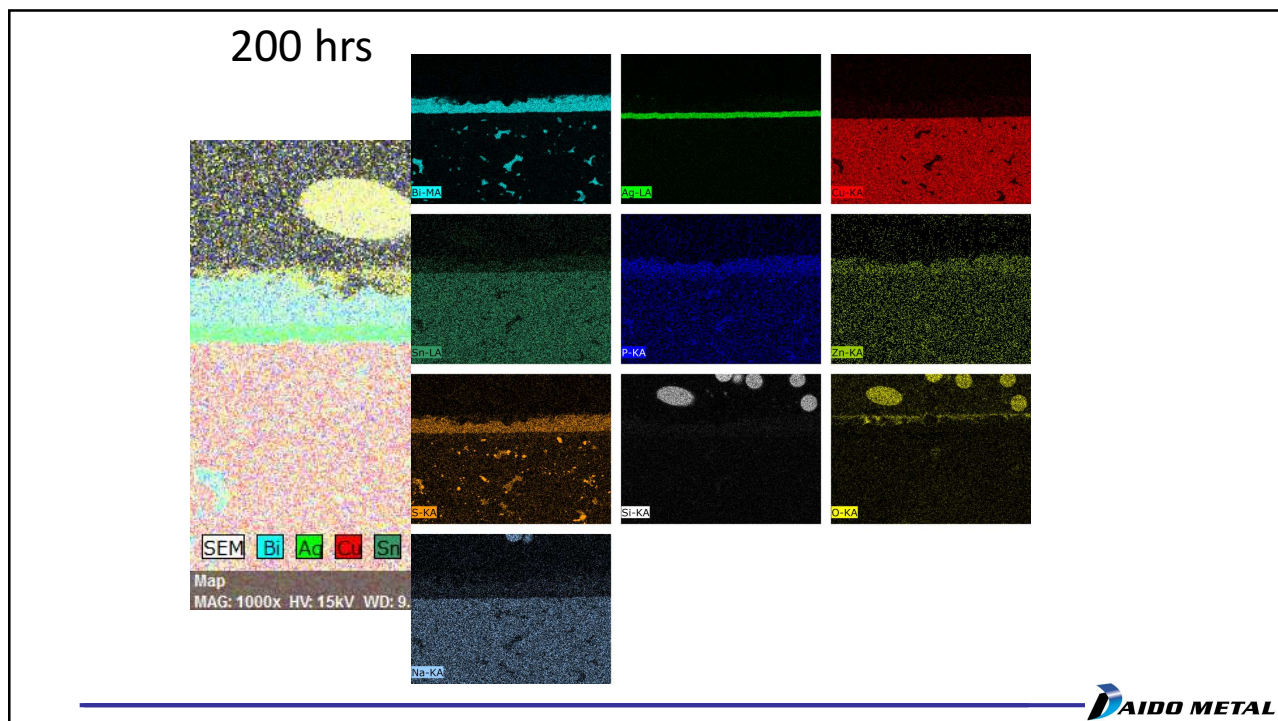 200 hrs
Bi-MA
Ag-LA
Cu-KA
Sn-LA
P-KA
Zn-KA
S-KA
Si-KA
O-KA
Na-KA
SEM Bi Ag Cu Sn
Map
MAG: 1000x HV: 15kV WD: 9.
DAIDO METAL